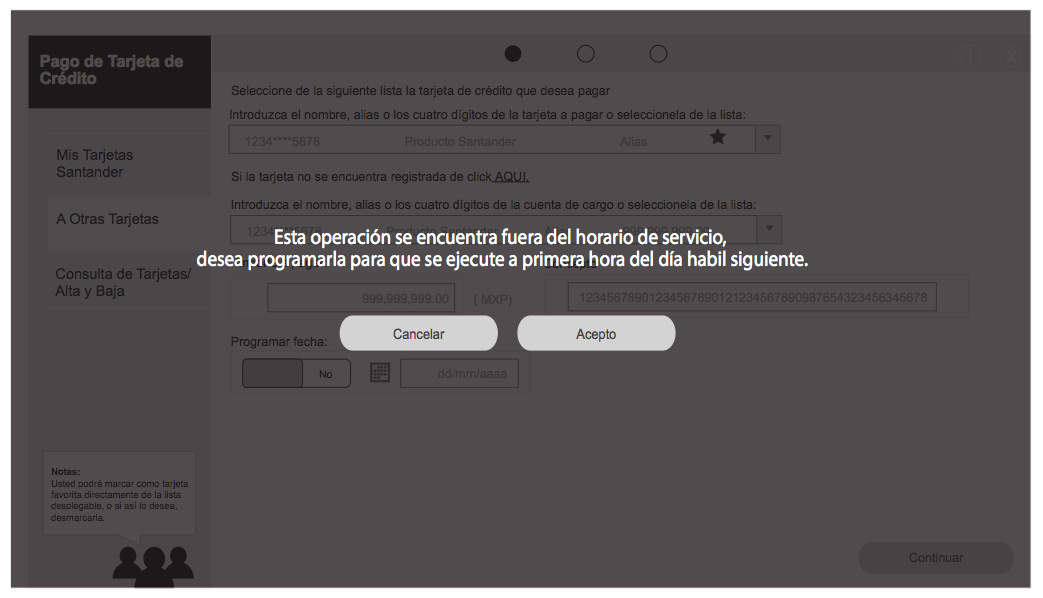 Pago de Tarjeta de
Crédito
Mis Tarjetas
Santander
A Otras Tarjetas
Consulta de Tarjetas/
Alta y Baja
Notas:
Usted podrá marcar como tarjeta
favorita directamente de la lista
desplegable, o si así lo desea,
desmarcarla.
Seleccione de la siguiente lista la tarjeta de crédito que desea pagar
Introduzca el nombre, alias o los cuatro dígitos de la tarjeta a pagar o seleccionela de la lista:
1234****5678 Producto Santander Alias
Si la tarjeta no se encuentra registrada de click AQUI.
Introduzca el nombre, alias o los cuatro dígitos de la cuenta de cargo o seleccionela de la lista:
Esta operación se encuentra fuera del horario de servicio,
desea programarla para que se ejecute a primera hora del día habil siguiente.
999,999,999.00 ( MXP)
Cancelar Acepto
Programar fecha:
No dd/mm/aaaa
Continuar